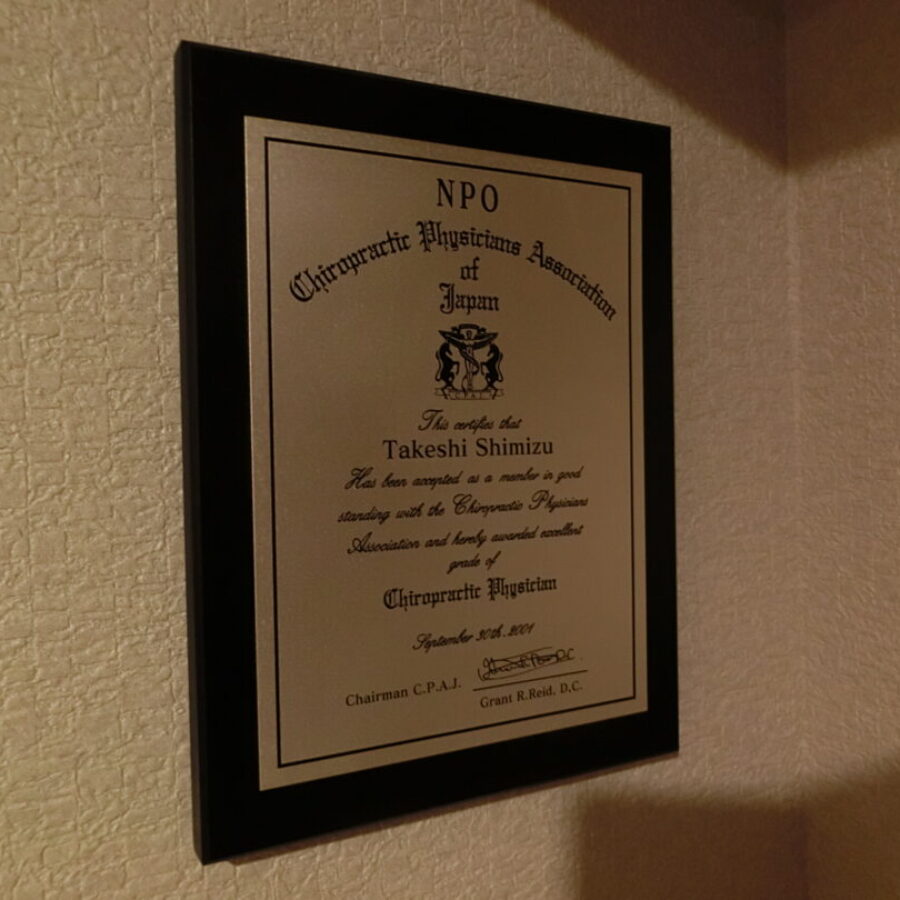 NPO
Chiropractic Physicians Association
of
Japan
This certifies that
Takeshi Shimizu
Has been accepted as a member in good
standing with the Chiropractic Physicians
Association and hereby awarded excellent
grade of
Chiropractic Physician
September 30th. 2001
Chairman C.P.A.J.
Grant R.Reid. D.C.